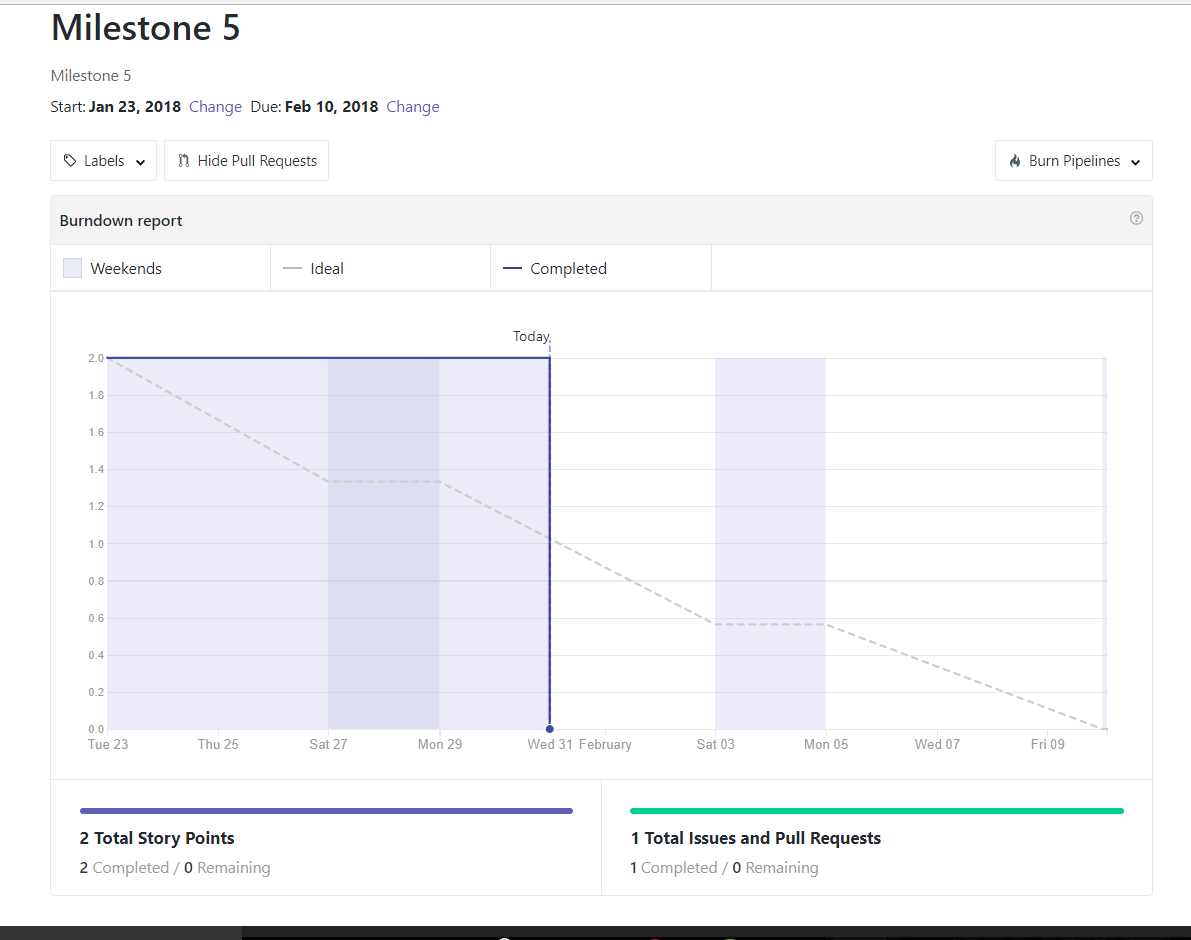 Milestone 5
Milestone 5
Start: Jan 23, 2018 Change Due: Feb 10, 2018 Change
Labels Hide Pull Requests Burn Pipelines
Burndown report
Weekends Ideal Completed
Today
2.0
1.8
1.6
1.4
1.2
1.0
0.8
0.6
0.4
0.2
0.0
Tue 23 Thu 25 Sat 27 Mon 29 Wed 31 February Sat 03 Mon 05 Wed 07 Fri 09
2 Total Story Points
2 Completed / 0 Remaining
1 Total Issues and Pull Requests
1 Completed / 0 Remaining